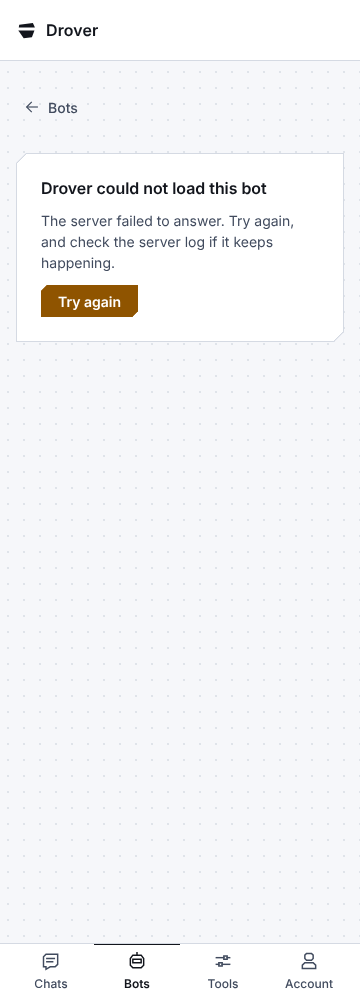 Drover
Bots
Drover could not load this bot
The server failed to answer. Try again,
and check the server log if it keeps
happening.
Try again
Chats
Bots
Tools
Account